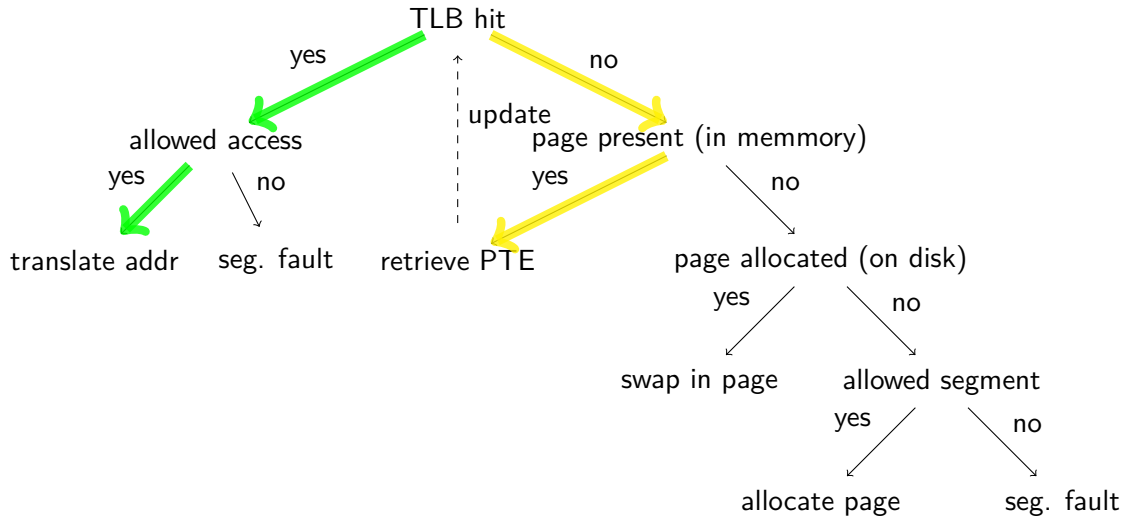 TLB hit
yes
no
update
allowed access
page present (in memmory)
yes
no
yes
no
translate addr
seg. fault
retrieve PTE
page allocated (on disk)
yes
no
swap in page
allowed segment
yes
no
allocate page
seg. fault